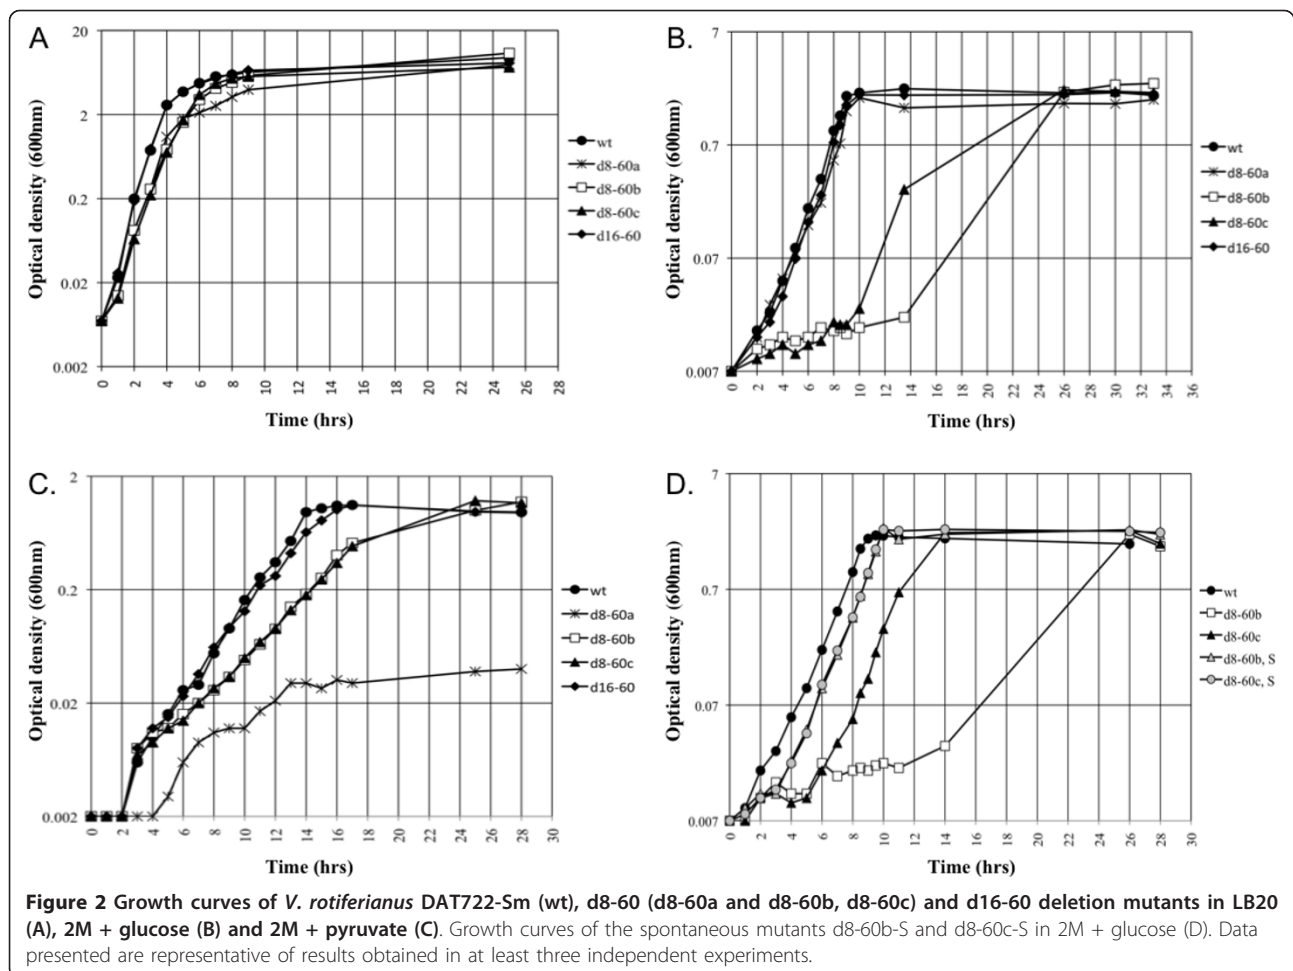 A
20
2
0.2
0.02
0.002
Optical density (600nm)
0 2 4 6 8 10 12 14 16 18 20 22 24 26 28
Time (hrs)
wt
d8-60a
d8-60b
d8-60c
d16-60
B.
7
0.7
0.07
0.007
Optical density (600nm)
0 2 4 6 8 10 12 14 16 18 20 22 24 26 28 30 32 34 36
Time (hrs)
wt
d8-60a
d8-60b
d8-60c
d16-60
C.
2
0.2
0.02
0.002
Optical density (600nm)
0 2 4 6 8 10 12 14 16 18 20 22 24 26 28 30
Time (hrs)
wt
d8-60a
d8-60b
d8-60c
d16-60
D.
7
0.7
0.07
0.007
Optical density (600nm)
0 2 4 6 8 10 12 14 16 18 20 22 24 26 28 30
Time (hrs)
wt
d8-60b
d8-60c
d8-60b, S
d8-60c, S
Figure 2 Growth curves of V. rotiferianus DAT722-Sm (wt), d8-60 (d8-60a and d8-60b, d8-60c) and d16-60 deletion mutants in LB20
(A), 2M + glucose (B) and 2M + pyruvate (C). Growth curves of the spontaneous mutants d8-60b-S and d8-60c-S in 2M + glucose (D). Data
presented are representative of results obtained in at least three independent experiments.